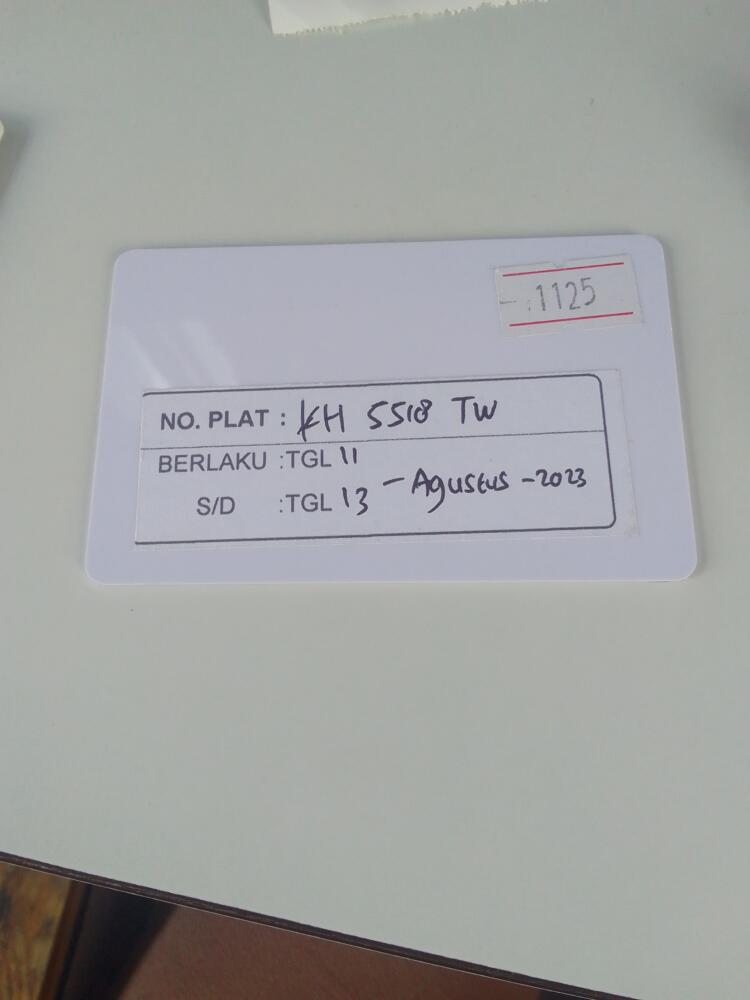 - .1125
NO. PLAT : KH 5518 TW
BERLAKU :TGL 11
S/D :TGL 13 - Agustus - 2023